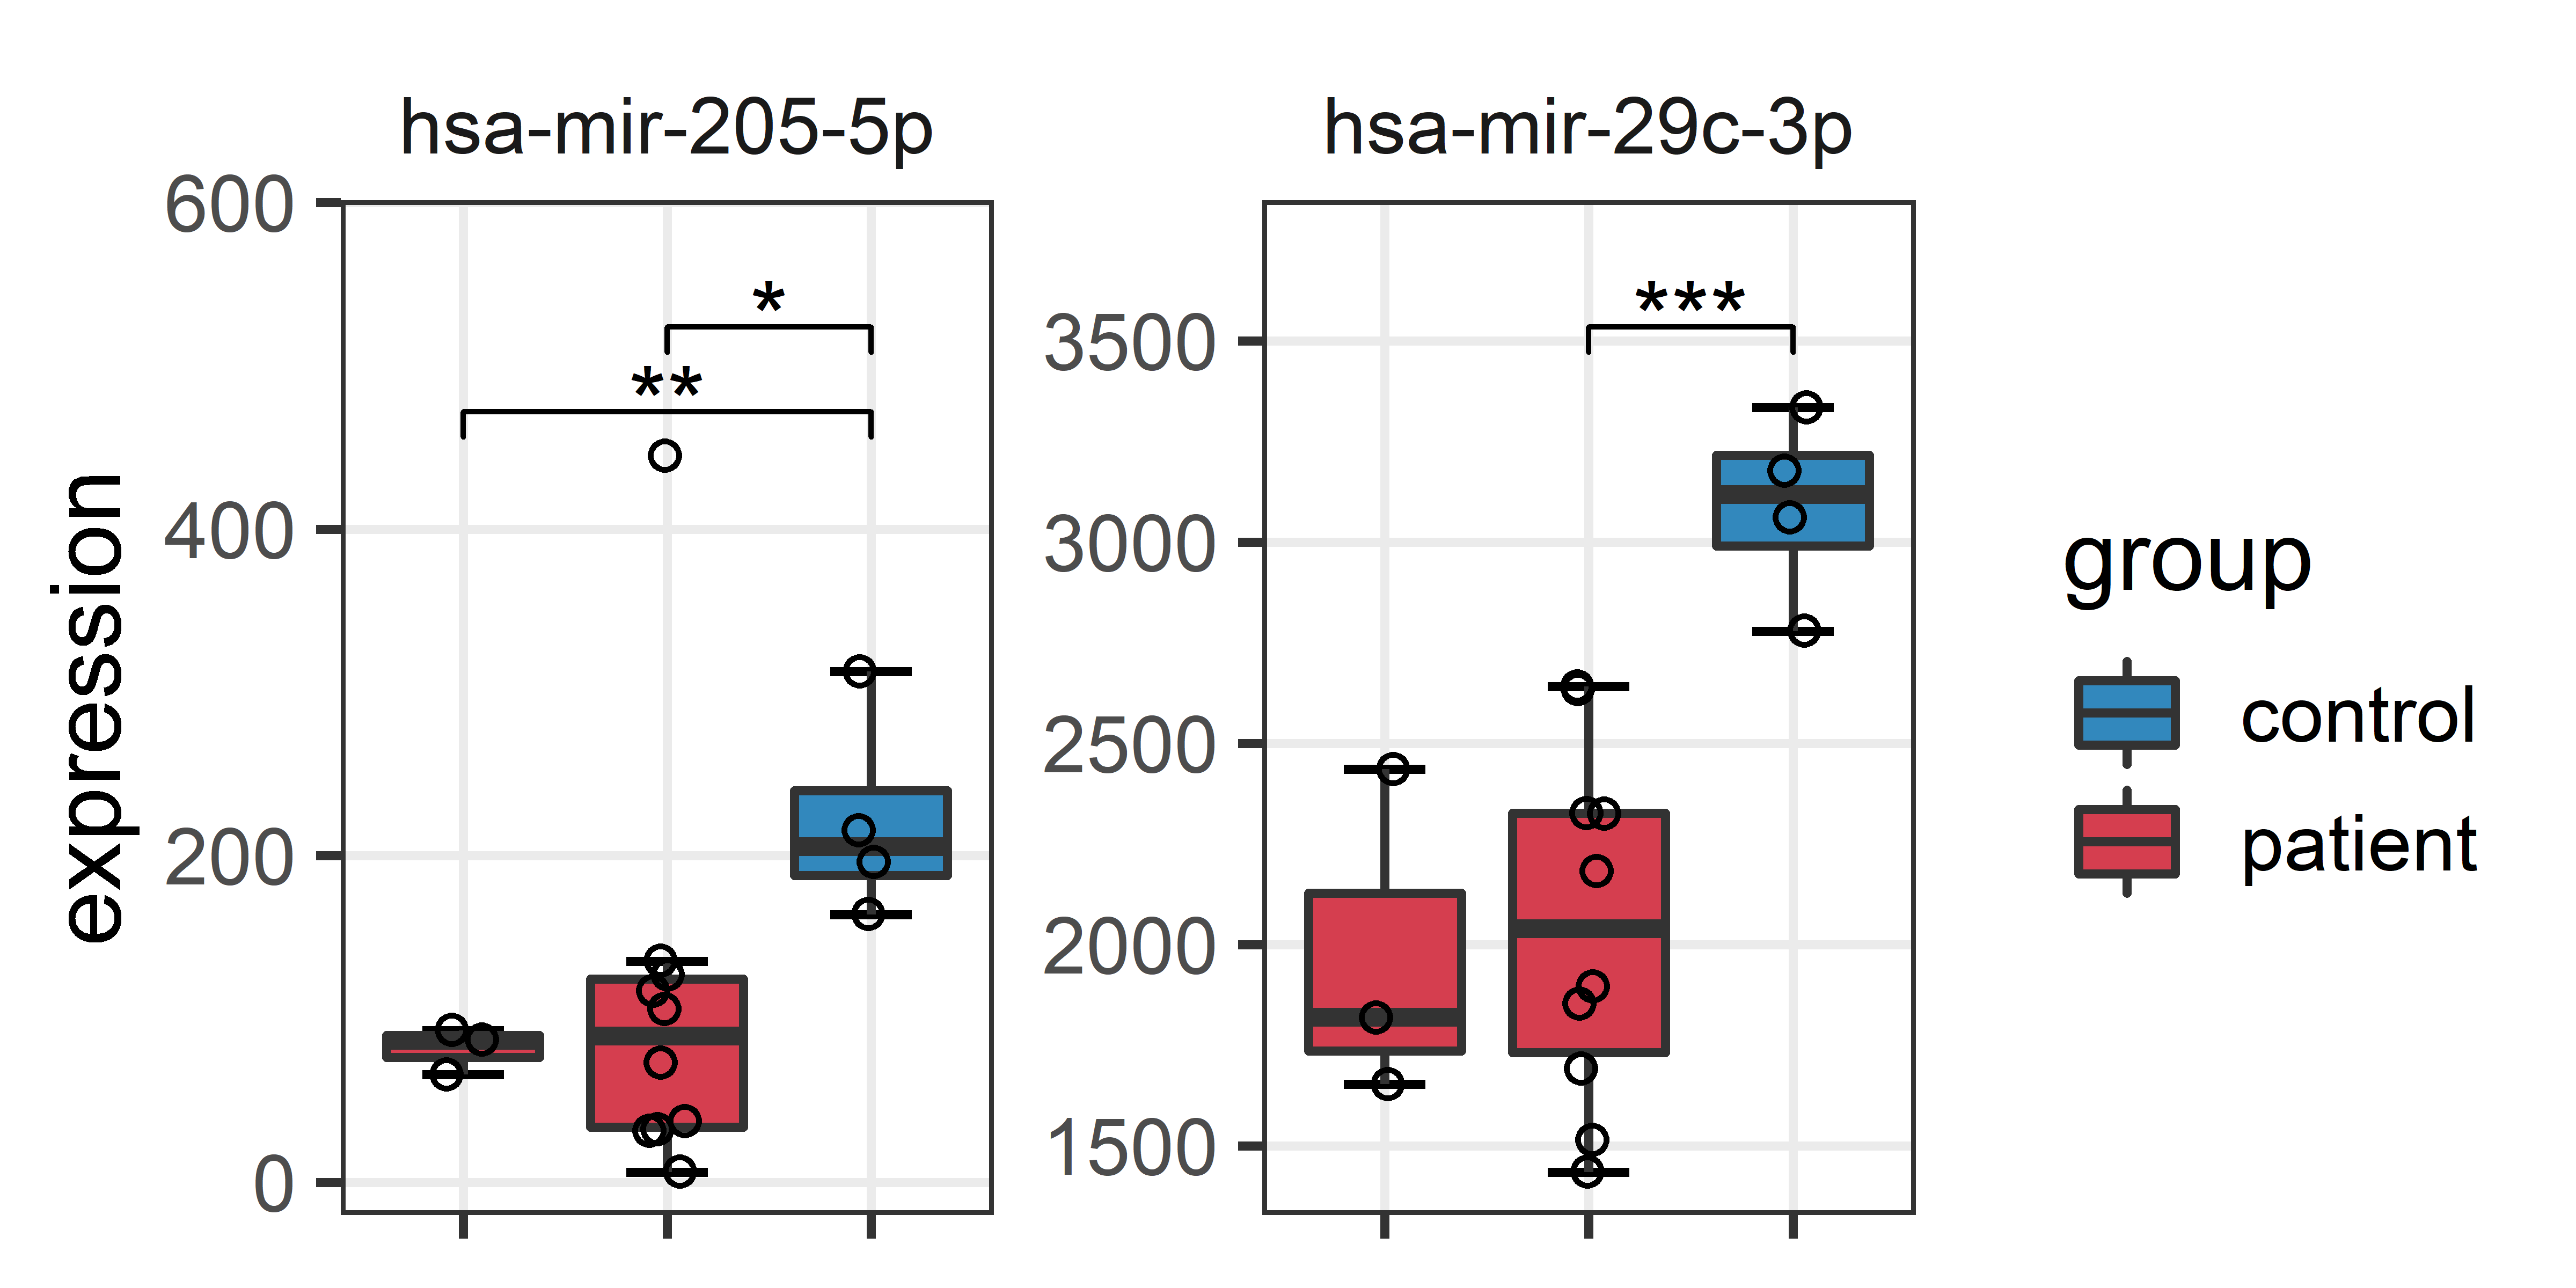 hsa-mir-205-5p
hsa-mir-29c-3p
expression
600
400
200
0
*
**
3500
3000
2500
2000
1500
***
group
control
patient